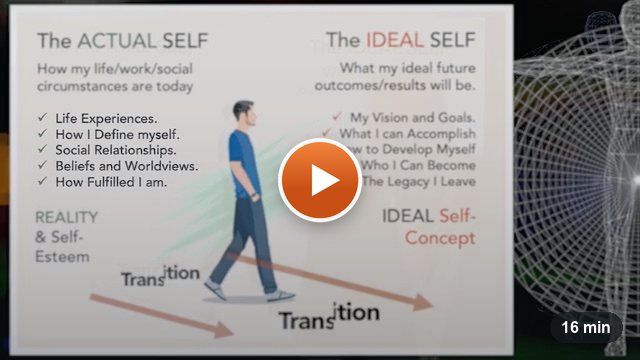 The ACTUAL SELF
How my life/work/social
circumstances are today
✓ Life Experiences.
✓ How I Define myself.
✓ Social Relationships.
✓ Beliefs and Worldviews.
✓ How Fulfilled I am.
REALITY
& Self-
Esteem
The IDEAL SELF
What my ideal future
outcomes/results will be.
✓ My Vision and Goals.
✓ What I can Accomplish
to Develop Myself
Who I Can Become
The Legacy I Leave
IDEAL Self-
Concept
Transition
Transition
16 min